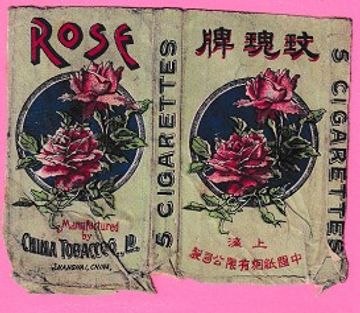 ROSE
Manufactured
by
CHINA TOBACCO Co., Ld.
SHANGHAI, CHINA.
5 CIGARETTES
玫瑰牌
上海
中國紙烟有限公司製
5 CIGARETTES